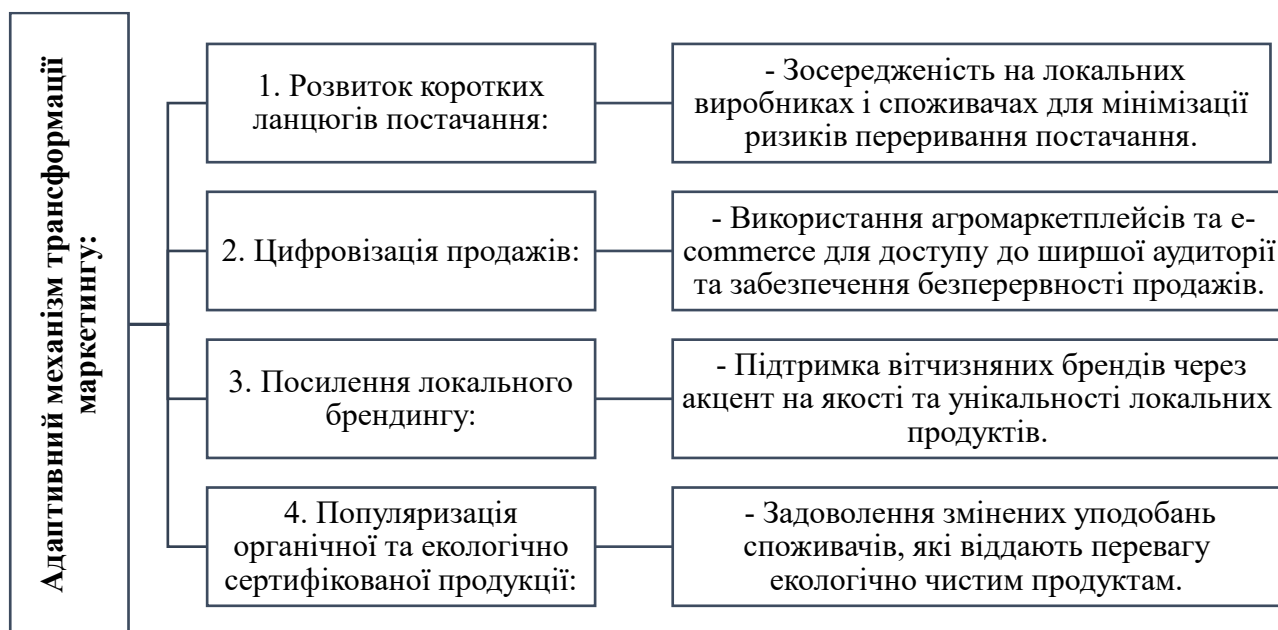 Адаптивний механізм трансформації
маркетингу:
1. Розвиток коротких
ланцюгів постачання:
- Зосередженість на локальних
виробниках і споживачах для мінімізації
ризиків переривання постачання.
2. Цифровізація продажів:
- Використання агромаркетплейсів та e-
commerce для доступу до ширшої аудиторії
та забезпечення безперервності продажів.
3. Посилення локального
брендингу:
- Підтримка вітчизняних брендів через
акцент на якості та унікальності локальних
продуктів.
4. Популяризація
органічної та екологічно
сертифікованої продукції:
- Задоволення змінених уподобань
споживачів, які віддають перевагу
екологічно чистим продуктам.